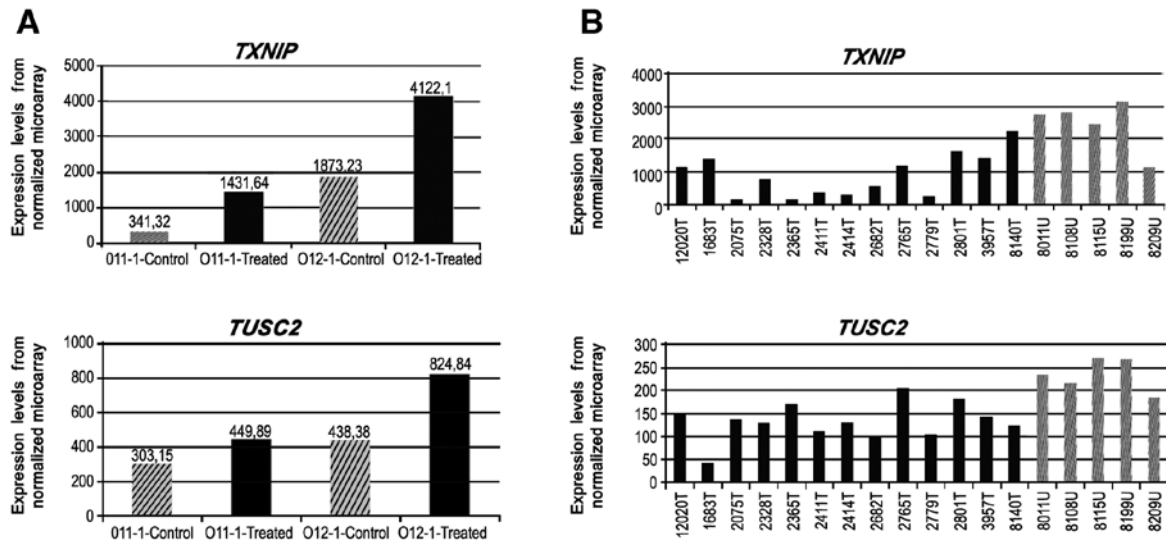 A
TXNIP
Expression levels from
normalized microarray
5000
4000
3000
2000
1000
0
341,32
1431,64
1873.23
4122,1
011-1-Control
O11-1-Treated
O12-1-Control
O12-1-Treated
TUSC2
Expression levels from
normalized microarray
1000
800
600
400
200
0
303,15
449,89
438,38
824,84
011-1-Control
O11-1-Treated
O12-1-Control
O12-1-Treated
B
TXNIP
Expression levels from
normalized microarray
4000
3000
2000
1000
0
12020T
1683T
2075T
2328T
2365T
2411T
2414T
2682T
2765T
2779T
2801T
3957T
8140T
8011U
8108U
8115U
8199U
8209U
TUSC2
Expression levels from
normalized microarray
300
250
200
150
100
50
0
12020T
1683T
2075T
2328T
2365T
2411T
2414T
2682T
2765T
2779T
2801T
3957T
8140T
8011U
8108U
8115U
8199U
8209U